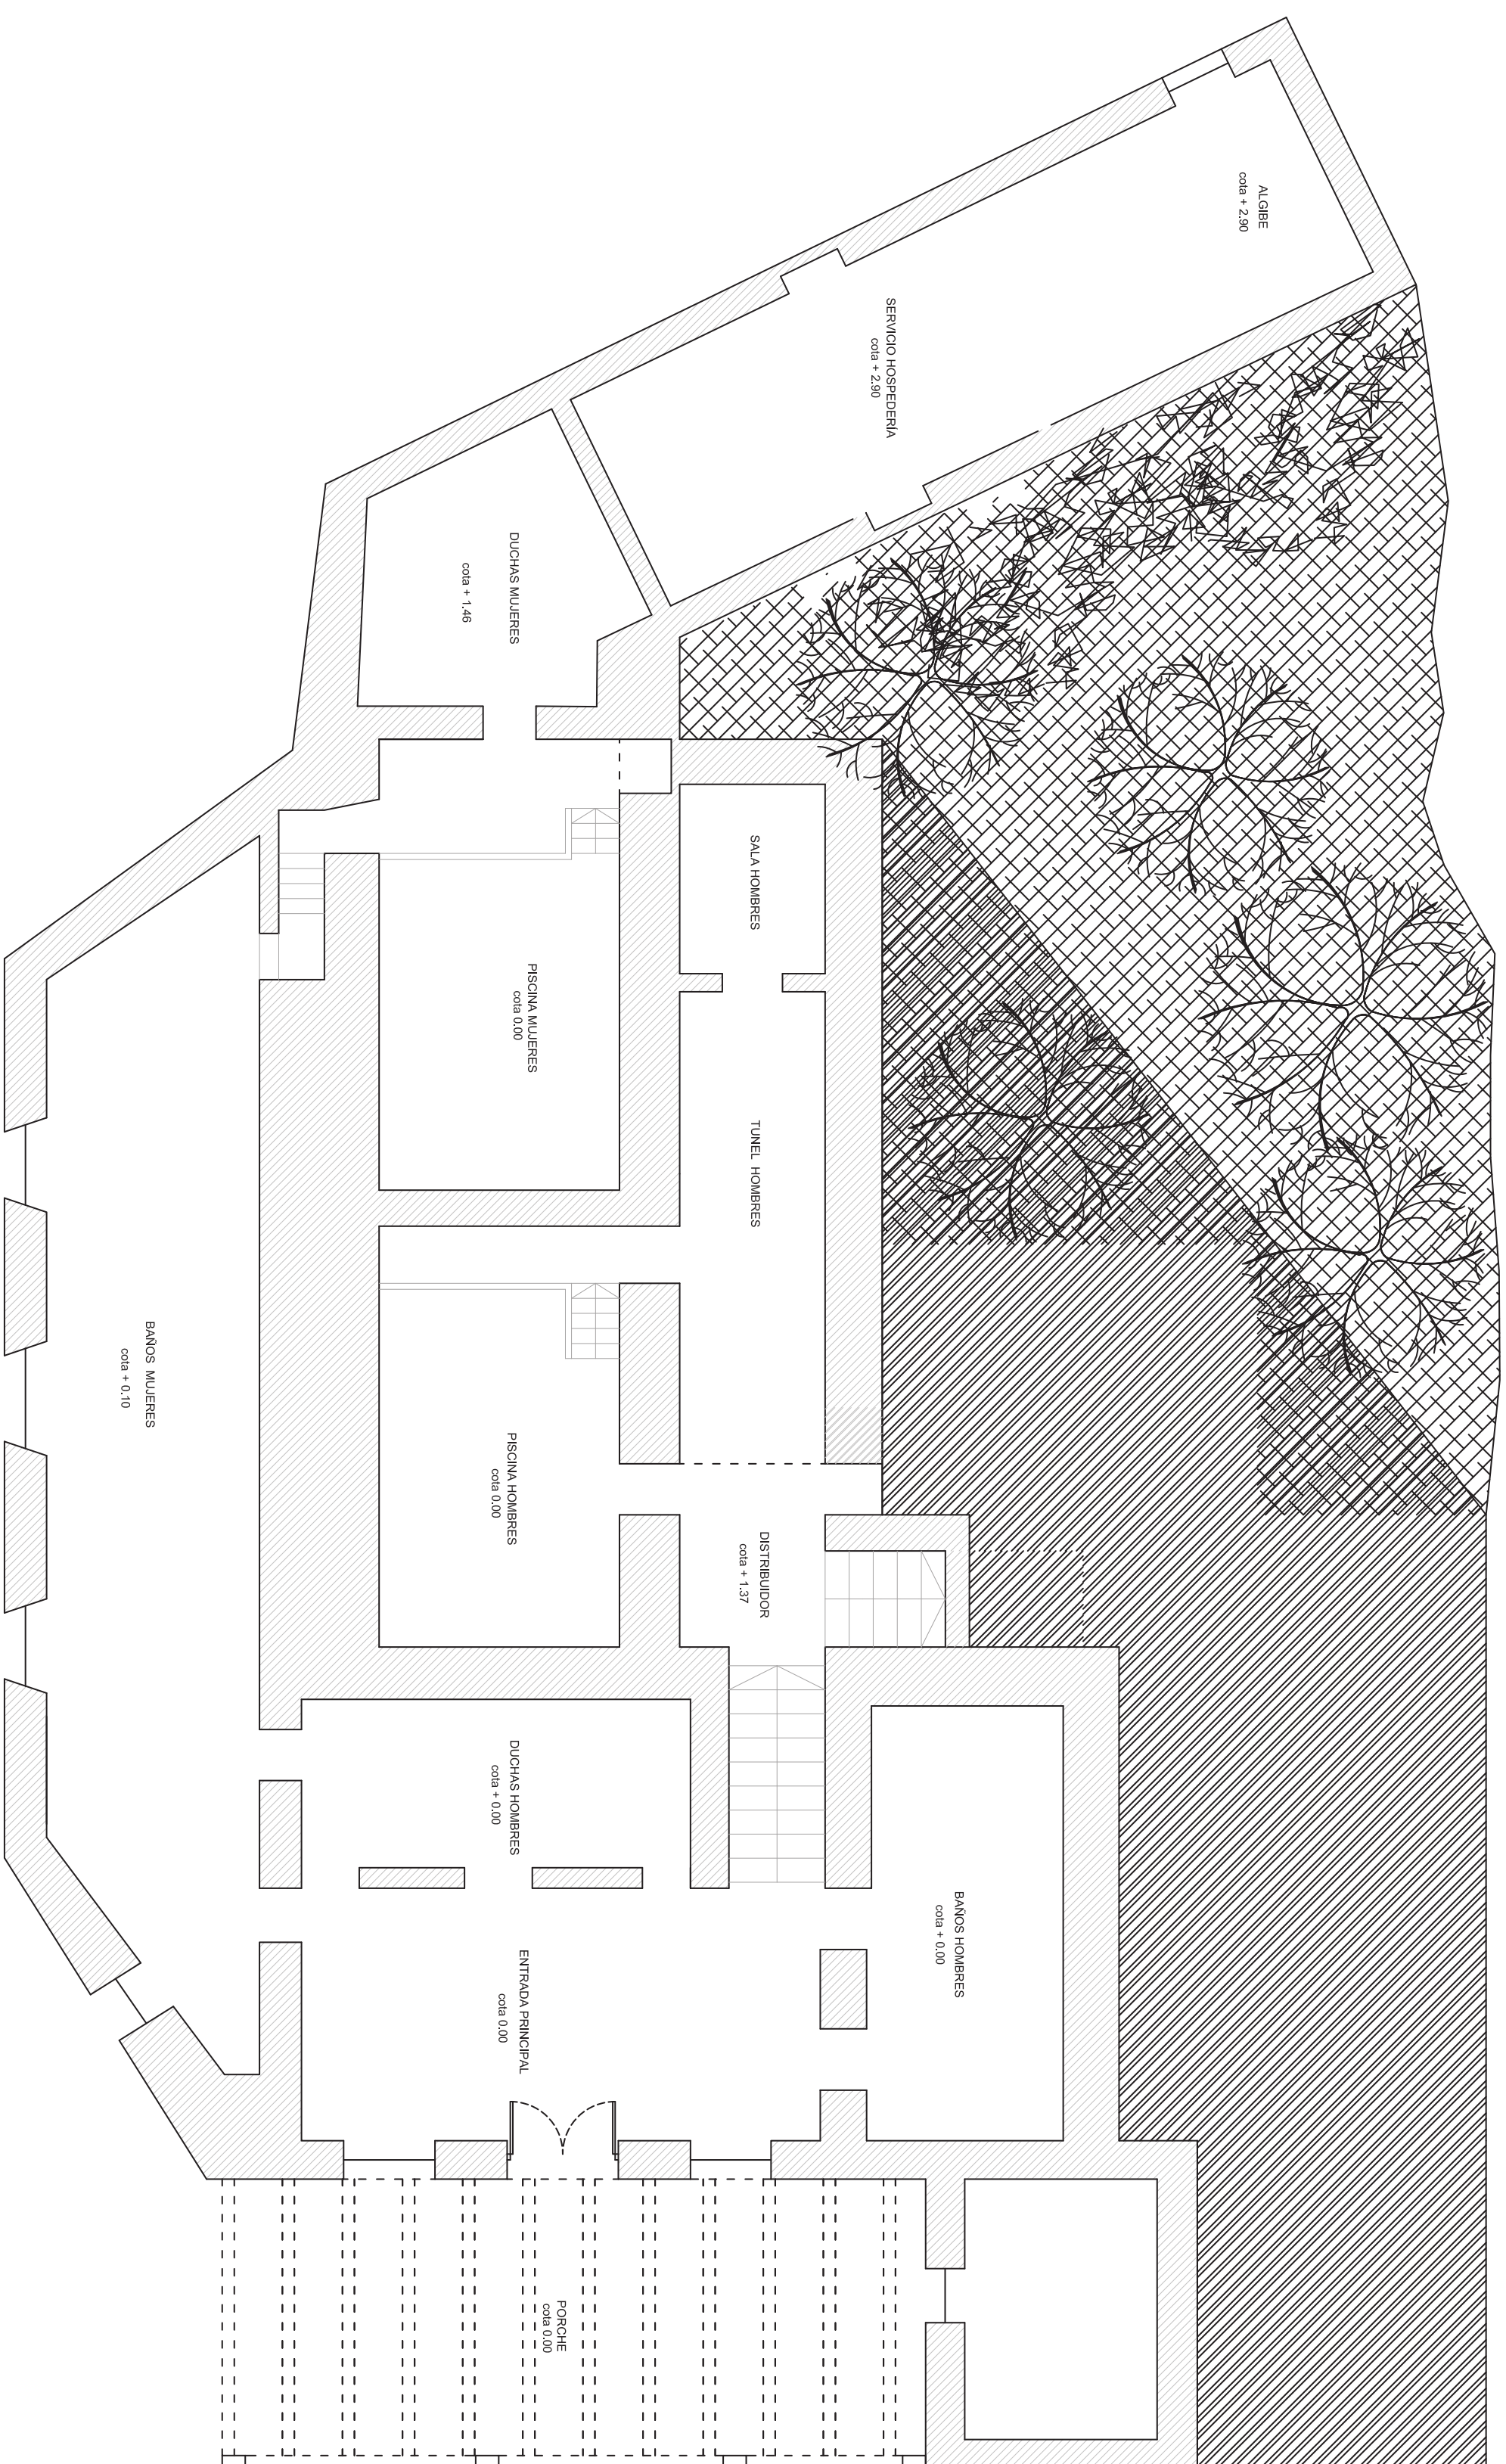 ALGIBE
cota + 2.90
SERVICIO HOSPEDERÍA
cota + 2.90
DUCHAS MUJERES
cota + 1.46
SALA HOMBRES
PISCINA MUJERES
cota 0.00
TUNEL HOMBRES
BAÑOS MUJERES
cota + 0.10
PISCINA HOMBRES
cota 0.00
DISTRIBUIDOR
cota + 1.37
DUCHAS HOMBRES
cota + 0.00
BAÑOS HOMBRES
cota + 0.00
ENTRADA PRINCIPAL
cota 0.00
PORCHE
cota 0.00